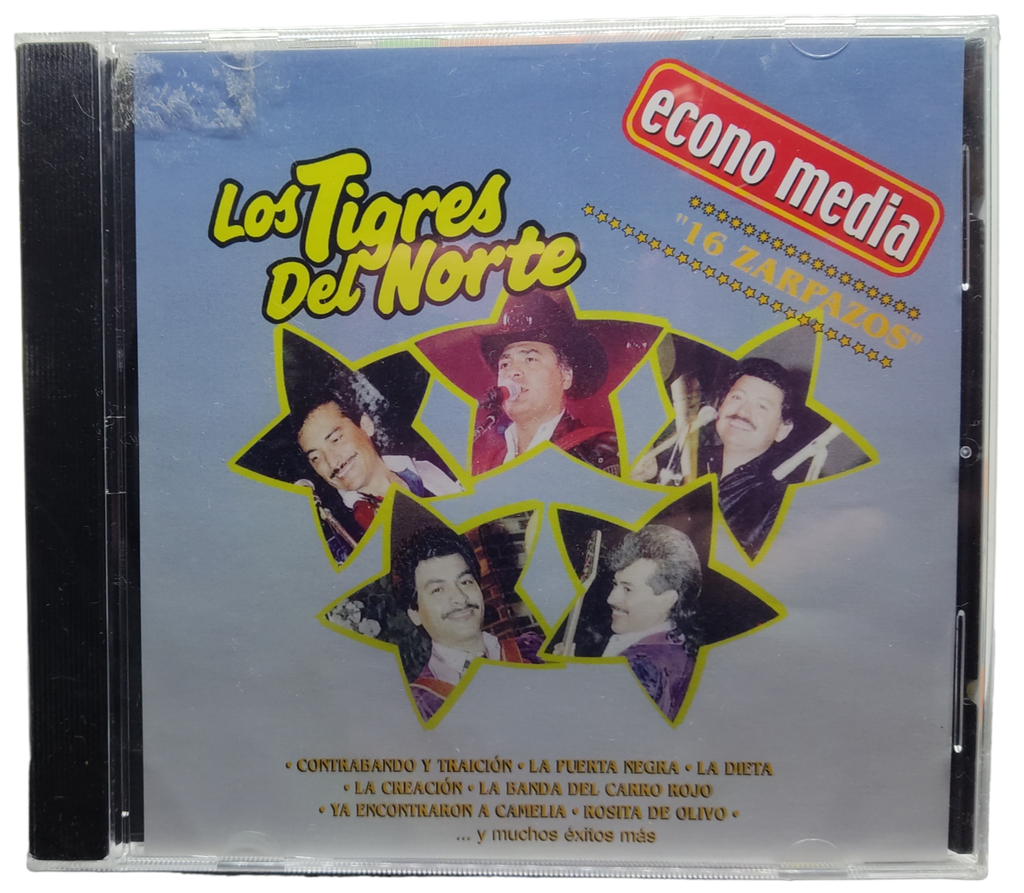 econo media
"16 ZARPAZOS"
Los Tigres
Del Norte
• CONTRABANDO Y TRAICIÓN • LA PUERTA NEGRA • LA DIETA
• LA CREACIÓN • LA BANDA DEL CARRO ROJO
• YA ENCONTRARON A CAMELIA • ROSITA DE OLIVO •
... y muchos éxitos más